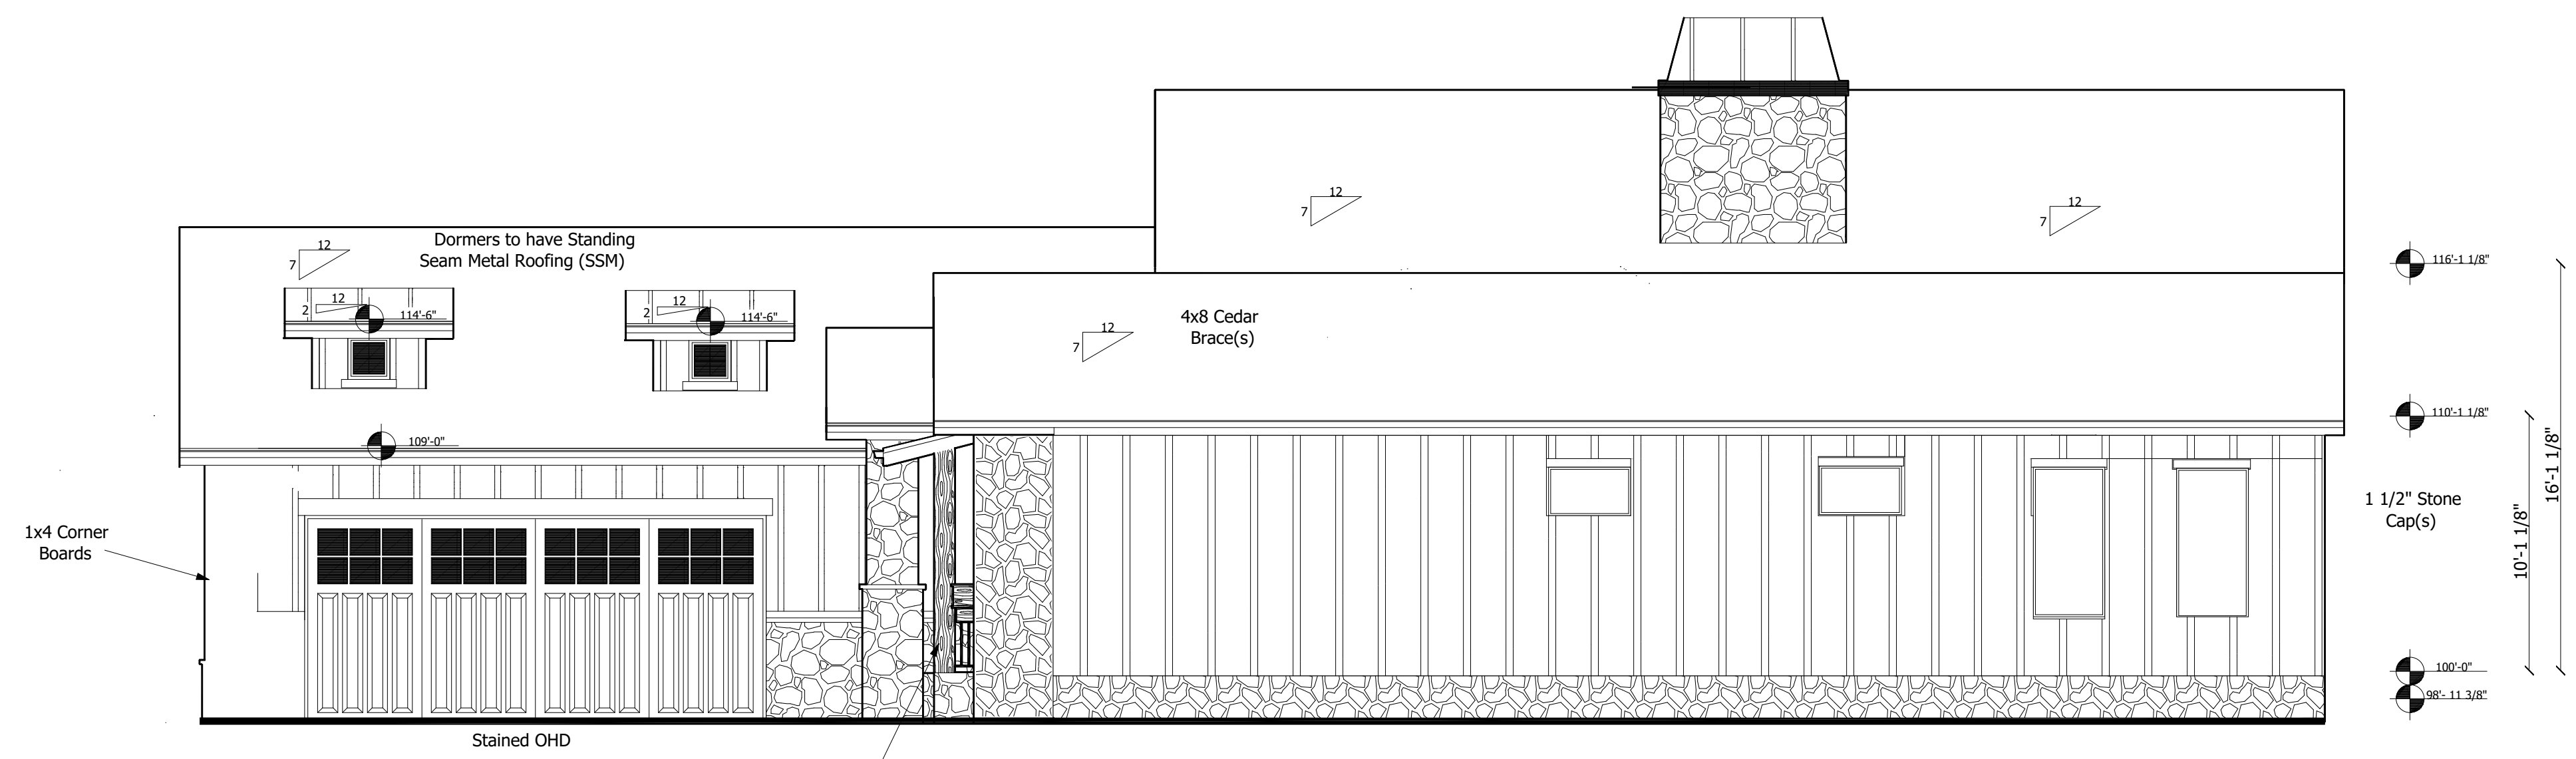 12
7
12
7
12
7
Dormers to have Standing
Seam Metal Roofing (SSM)
12
2
114'-6"
12
2
114'-6"
4x8 Cedar
Brace(s)
12
7
109'-0"
116'-1 1/8"
110'-1 1/8"
1 1/2" Stone
Cap(s)
10'-1 1/8"
16'-1 1/8"
1x4 Corner
Boards
100'-0"
98'- 11 3/8"
Stained OHD